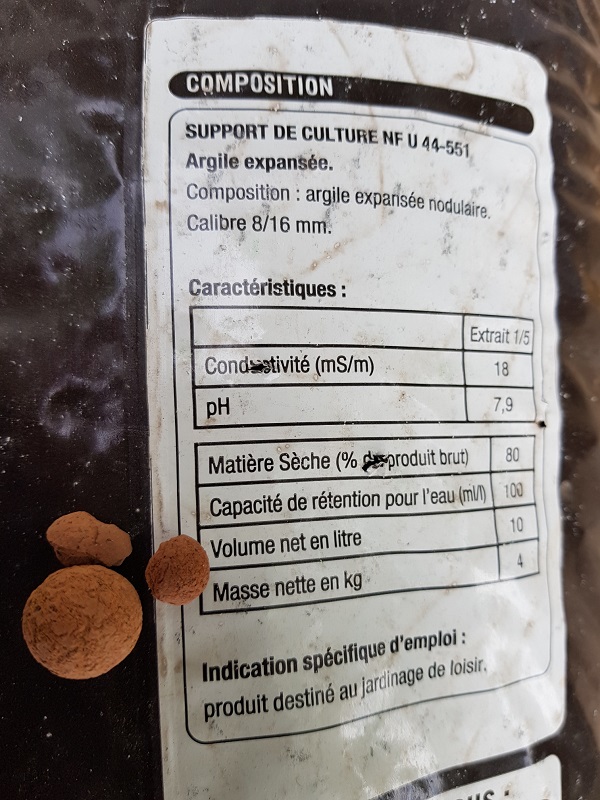 COMPOSITION
SUPPORT DE CULTURE NF U 44-551
Argile expansée.
Composition : argile expansée nodulaire.
Calibre 8/16 mm.
Caractéristiques :
Extrait 1/5
Conductivité (mS/m) 18
pH 7,9
Matière Sèche (% de produit brut) 80
Capacité de rétention pour l'eau (ml/l) 100
Volume net en litre 10
Masse nette en kg 4
Indication spécifique d'emploi :
produit destiné au jardinage de loisir.